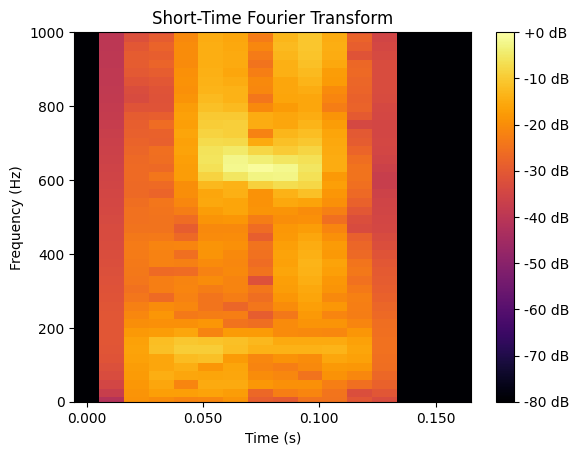 Short-Time Fourier Transform
1000
800
600
400
200
0
Frequency (Hz)
0.000
0.050
0.100
0.150
Time (s)
+0 dB
-10 dB
-20 dB
-30 dB
-40 dB
-50 dB
-60 dB
-70 dB
-80 dB